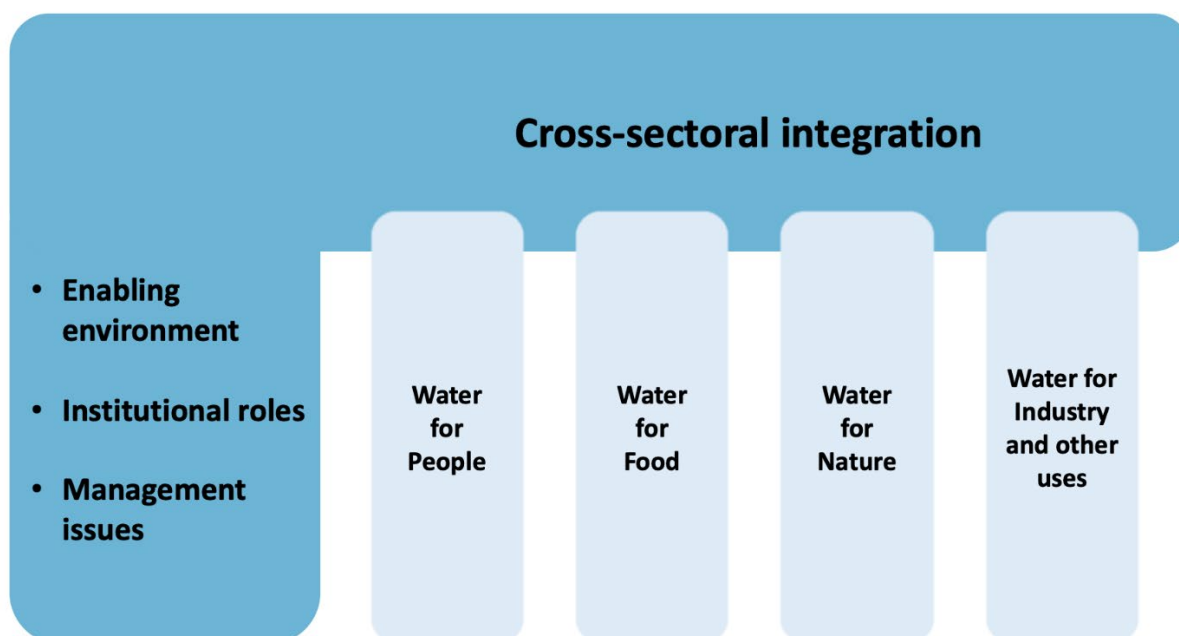 Cross-sectoral integration
• Enabling
environment
• Institutional roles
• Management
issues
Water
for
People
Water
for
Food
Water
for
Nature
Water for
Industry
and other
uses